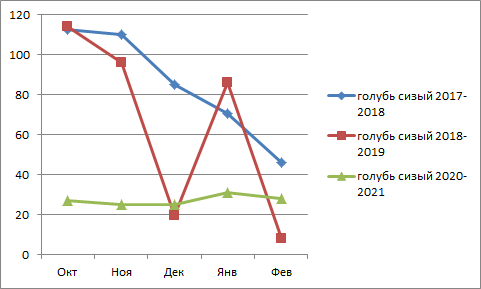 120
100
80
60
40
20
0
Окт Ноя Дек Янв Фев
голубь сизый 2017-
2018
голубь сизый 2018-
2019
голубь сизый 2020-
2021